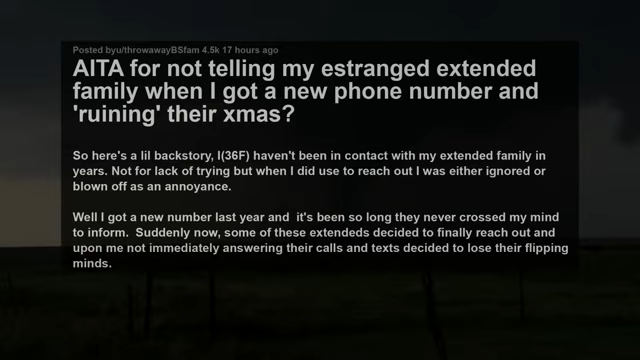 Posted byu/throwawayBSfam 4.5k 17 hours ago
AITA for not telling my estranged extended
family when I got a new phone number and
'ruining' their xmas?
So here's a lil backstory, I(36F) haven't been in contact with my extended family in
years. Not for lack of trying but when I did use to reach out I was either ignored or
blown off as an annoyance.
Well I got a new number last year and  it's been so long they never crossed my mind
to inform.  Suddenly now, some of these extendeds decided to finally reach out and
upon me not immediately answering their calls and texts decided to lose their flipping
minds.